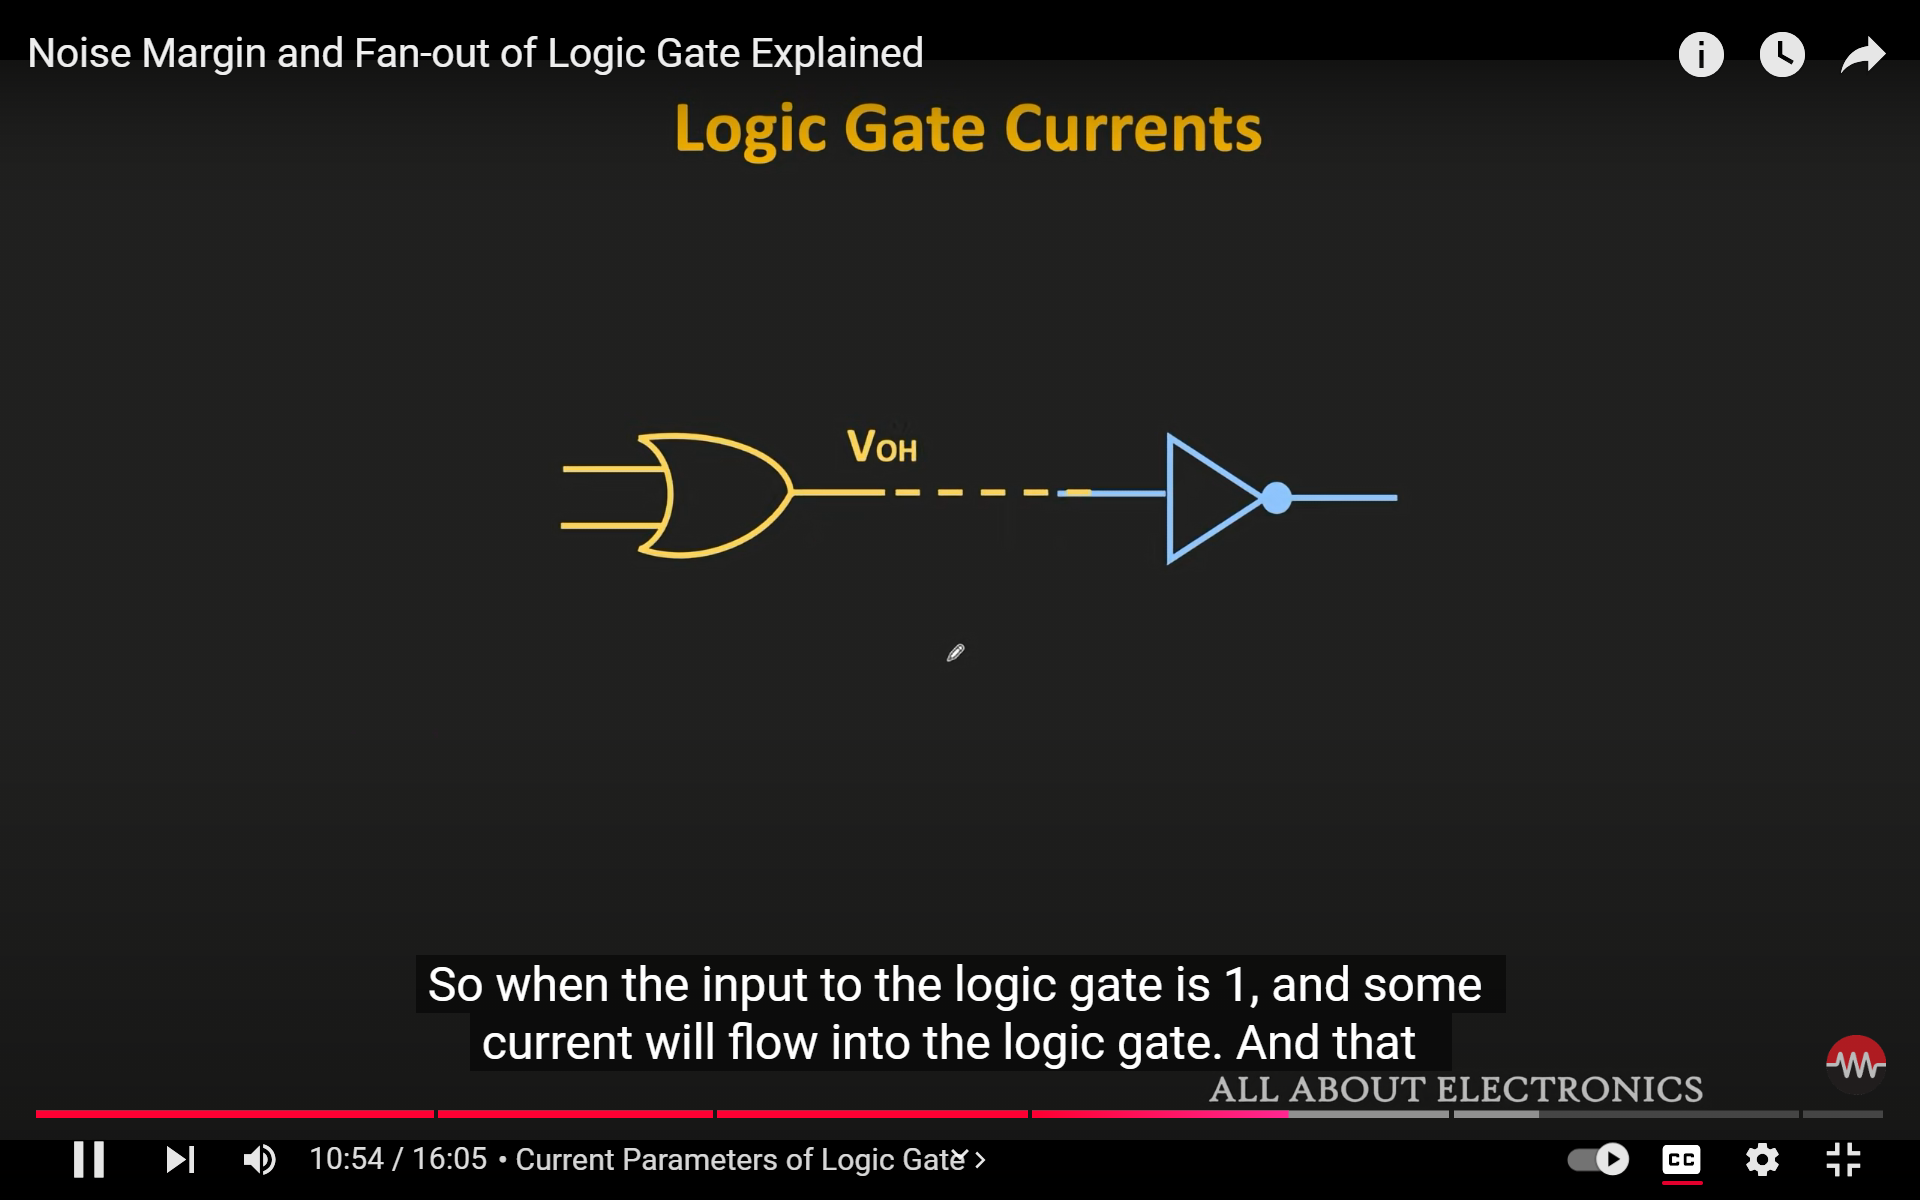 Noise Margin and Fan-out of Logic Gate Explained
Logic Gate Currents
VOH
So when the input to the logic gate is 1, and some
current will flow into the logic gate. And that
ALL ABOUT ELECTRONICS
10:54 / 16:05 • Current Parameters of Logic Gate
CC